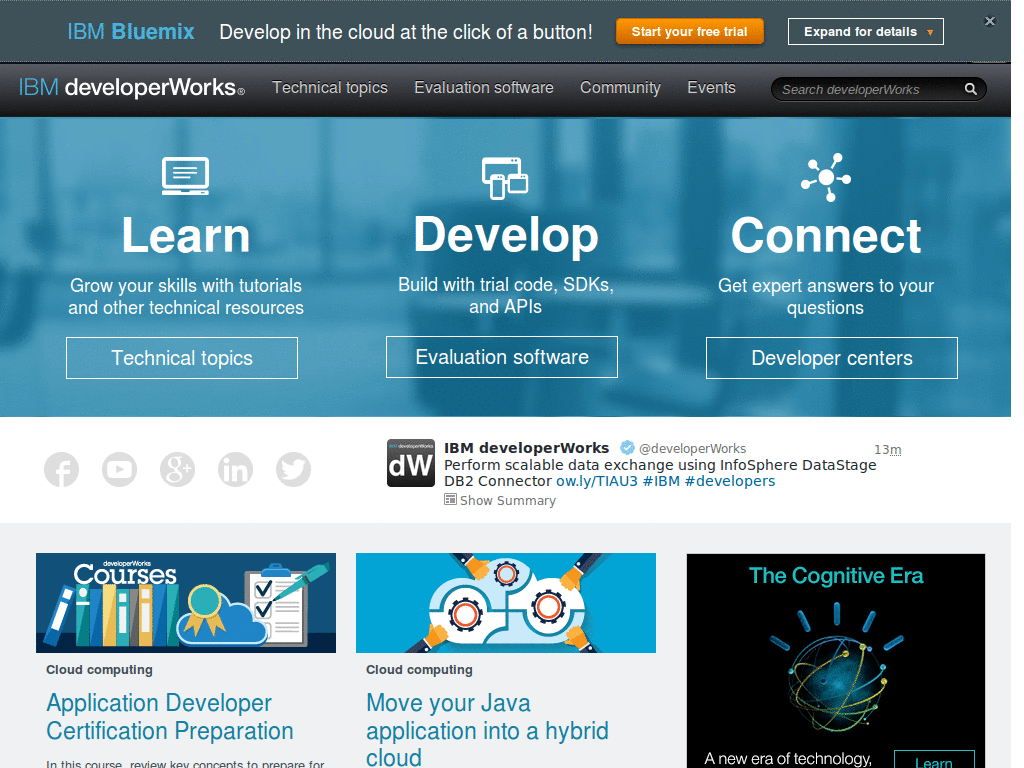 IBM Bluemix Develop in the cloud at the click of a button! Start your free trial Expand for details
IBM developerWorks® Technical topics Evaluation software Community Events Search developerWorks
Learn
Grow your skills with tutorials
and other technical resources
Technical topics
Develop
Build with trial code, SDKs,
and APIs
Evaluation software
Connect
Get expert answers to your
questions
Developer centers
IBM developerWorks @developerWorks 13m
dW
Perform scalable data exchange using InfoSphere DataStage
DB2 Connector ow.ly/TIAU3 #IBM #developers
Show Summary
developerWorks
Courses
Cloud computing
Application Developer
Certification Preparation
In this course, review key concepts to prepare for
Cloud computing
Move your Java
application into a hybrid
cloud
The Cognitive Era
A new era of technology,
Learn